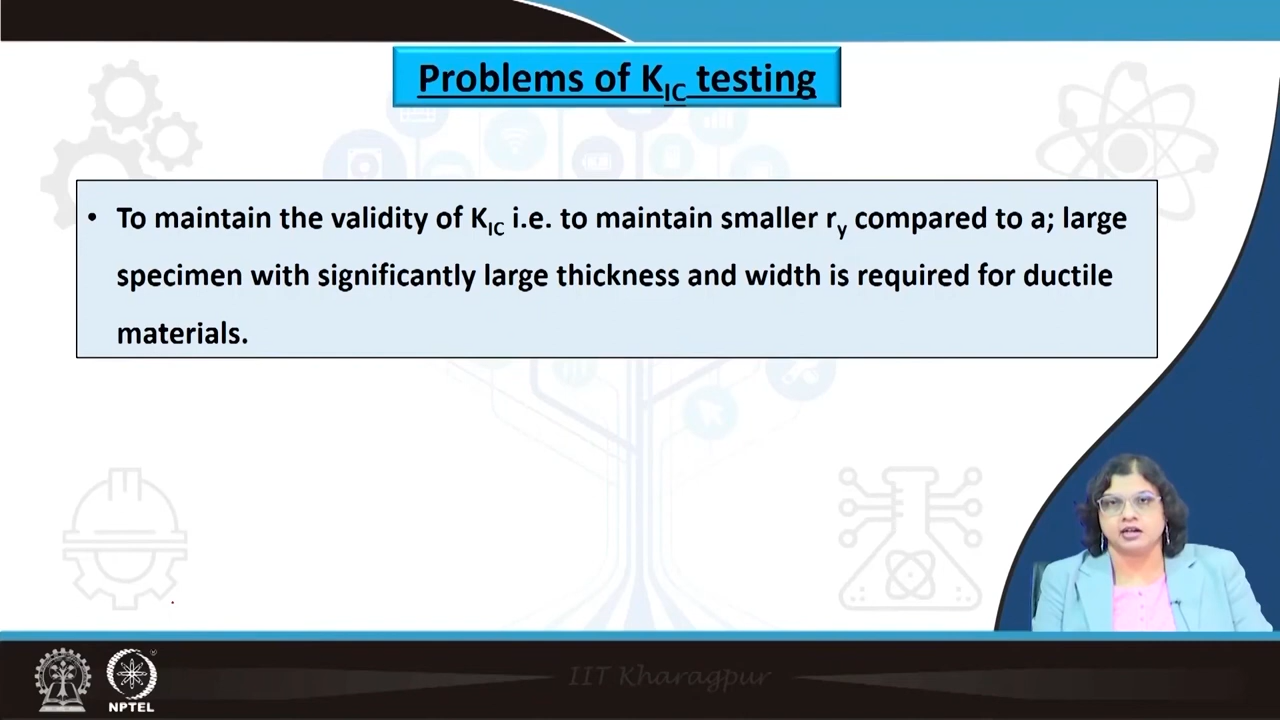 Problems of KIC testing
• To maintain the validity of KIC i.e. to maintain smaller ry compared to a; large
specimen with significantly large thickness and width is required for ductile
materials.
IIT Kharagpur
NPTEL